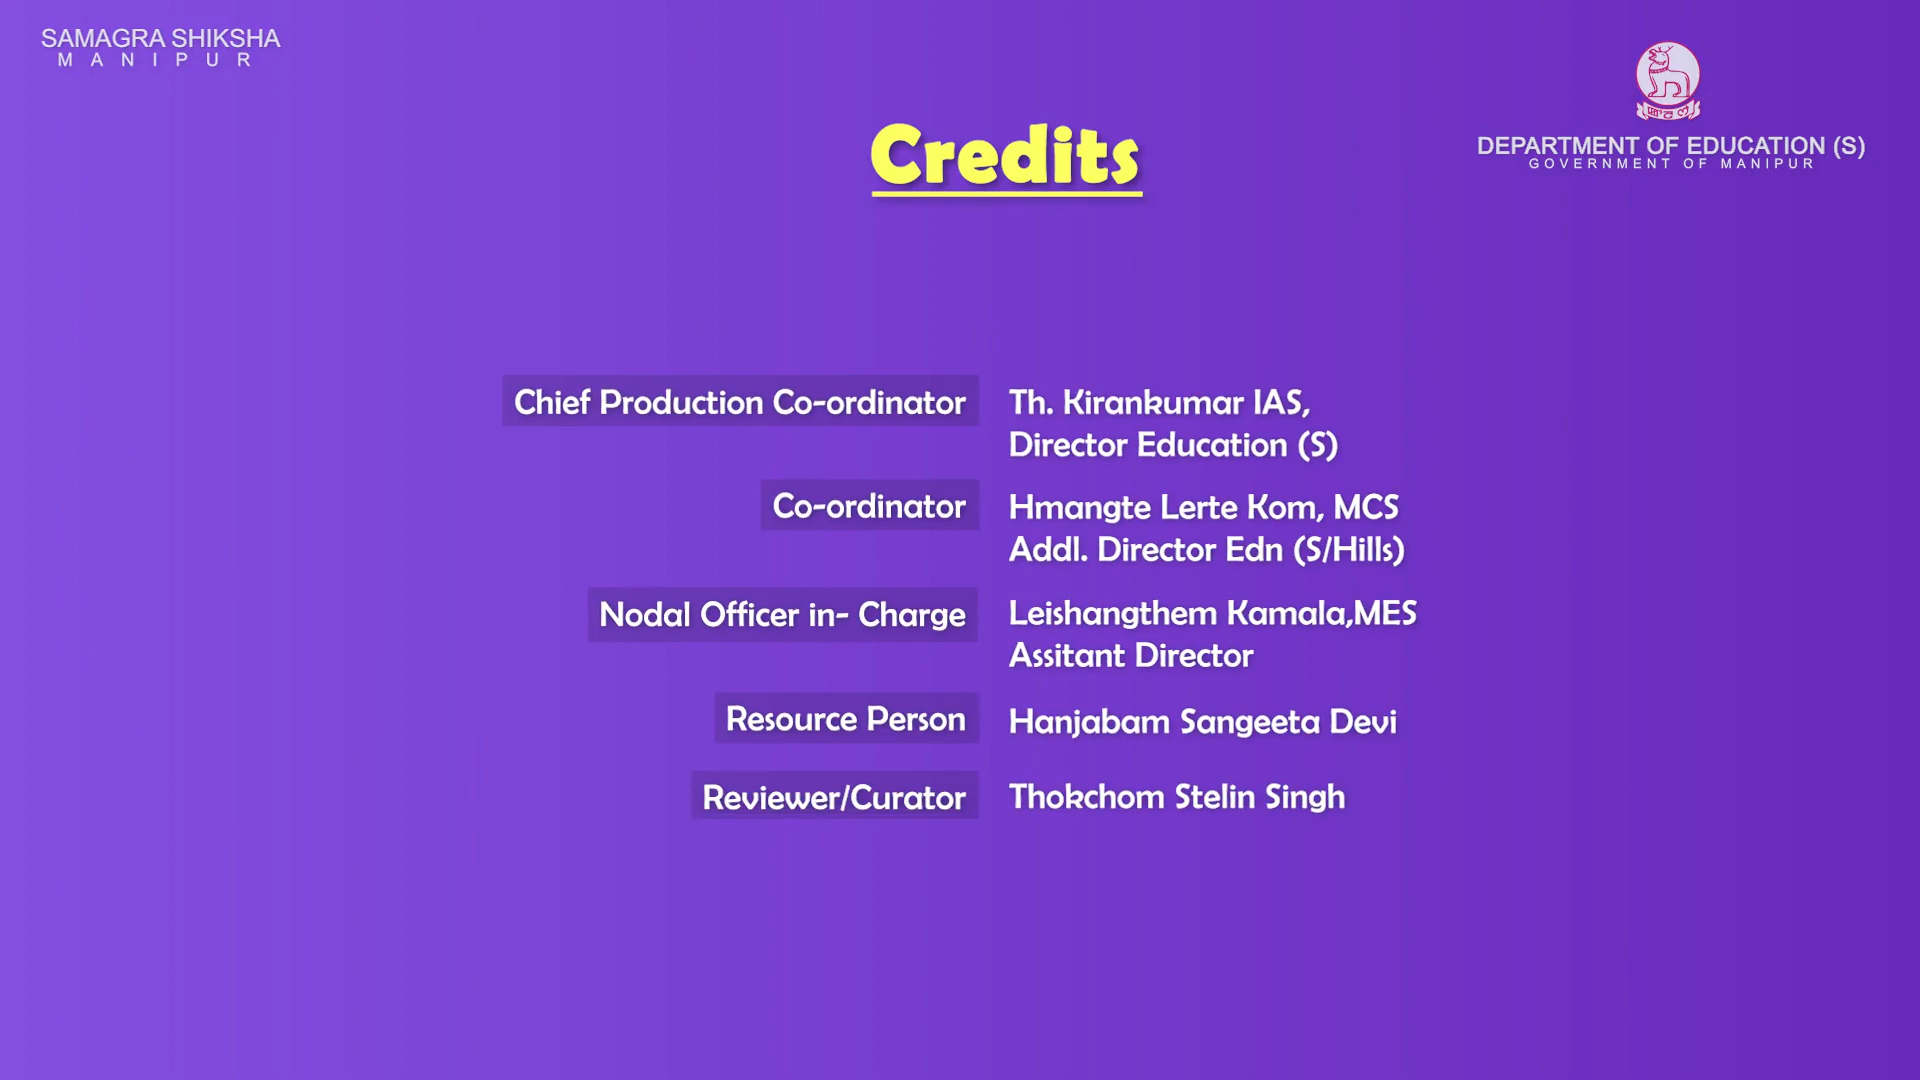 SAMAGRA SHIKSHA
MANIPUR
DEPARTMENT OF EDUCATION (S)
GOVERNMENT OF MANIPUR
Credits
Chief Production Co-ordinator Th. Kirankumar IAS,
Director Education (S)
Co-ordinator Hmangte Lerte Kom, MCS
Addl. Director Edn (S/Hills)
Nodal Officer in- Charge Leishangthem Kamala,MES
Assitant Director
Resource Person Hanjabam Sangeeta Devi
Reviewer/Curator Thokchom Stelin Singh